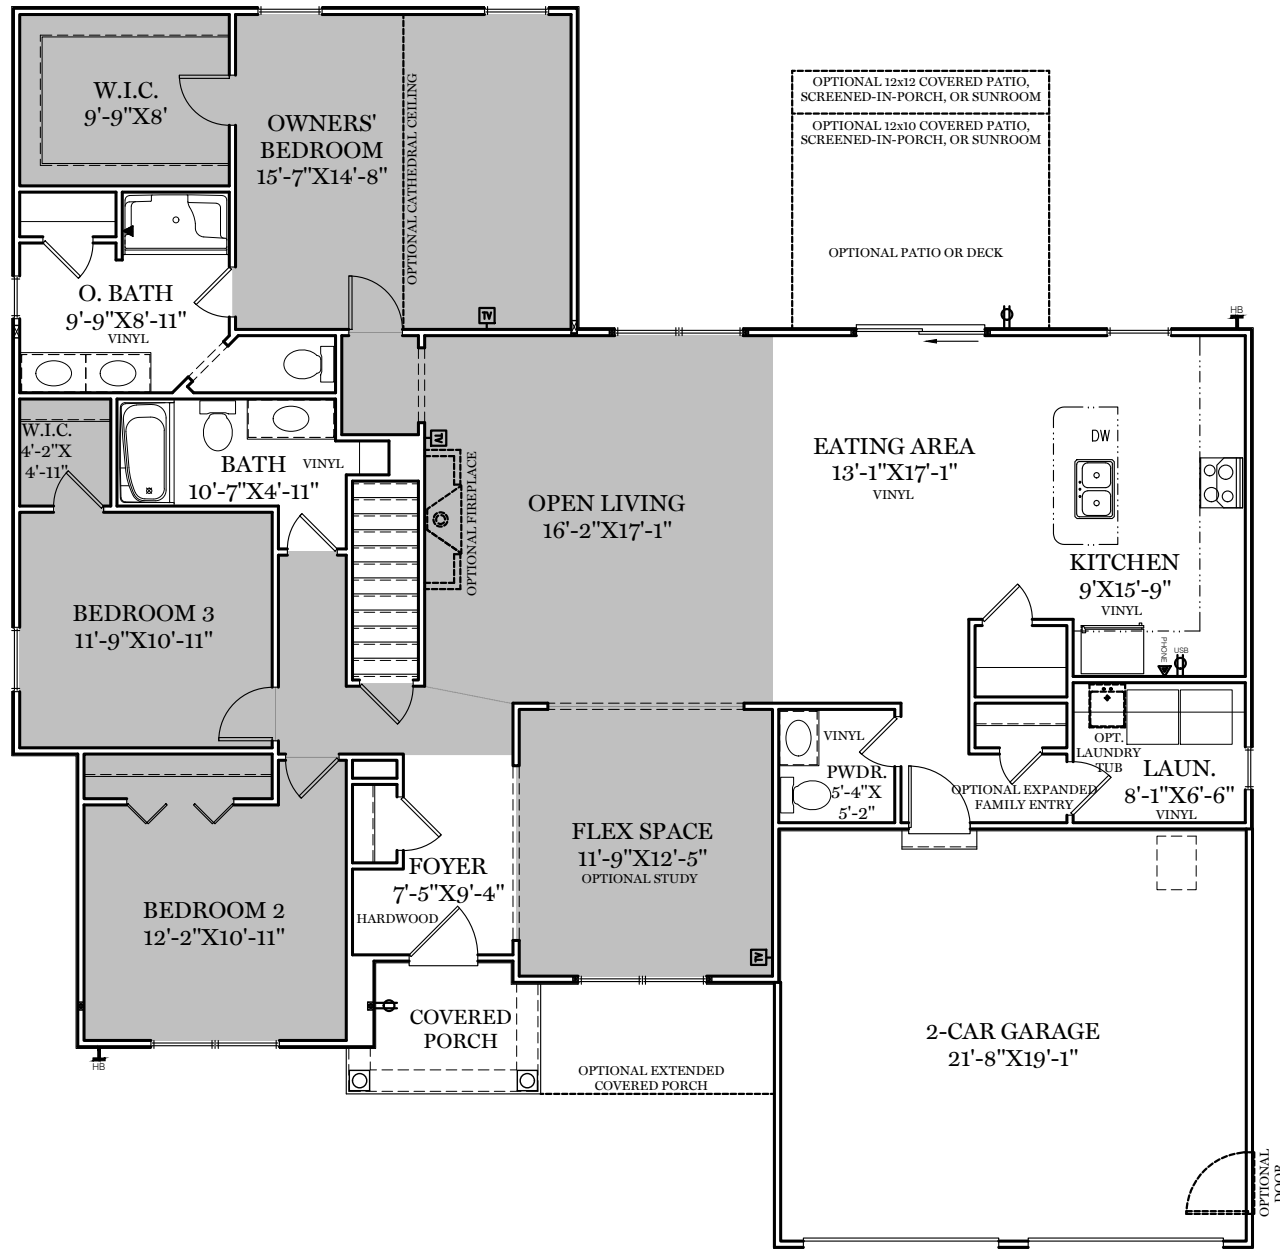 W.I.C.
9'-9"X8'
OWNERS'
BEDROOM
15'-7"X14'-8"
OPTIONAL CATHEDRAL CEILING
OPTIONAL 12x12 COVERED PATIO,
SCREENED-IN-PORCH, OR SUNROOM
OPTIONAL 12x10 COVERED PATIO,
SCREENED-IN-PORCH, OR SUNROOM
OPTIONAL PATIO OR DECK
O. BATH
9'-9"X8'-11"
VINYL
TV
HB
W.I.C.
4'-2"X
4'-11"
BATH
VINYL
10'-7"X4'-11"
TV
OPTIONAL FIREPLACE
OPEN LIVING
16'-2"X17'-1"
EATING AREA
13'-1"X17'-1"
VINYL
DW
KITCHEN
9'X15'-9"
VINYL
PHONE
USB
BEDROOM 3
11'-9"X10'-11"
VINYL
PWDR.
5'-4"X
5'-2"
OPT.
LAUNDRY
TUB
LAUN.
8'-1"X6'-6"
VINYL
OPTIONAL EXPANDED
FAMILY ENTRY
FLEX SPACE
11'-9"X12'-5"
OPTIONAL STUDY
FOYER
7'-5"X9'-4"
HARDWOOD
BEDROOM 2
12'-2"X10'-11"
TV
COVERED
PORCH
2-CAR GARAGE
21'-8"X19'-1"
HB
OPTIONAL EXTENDED
COVERED PORCH
OPTIONAL
DOOR